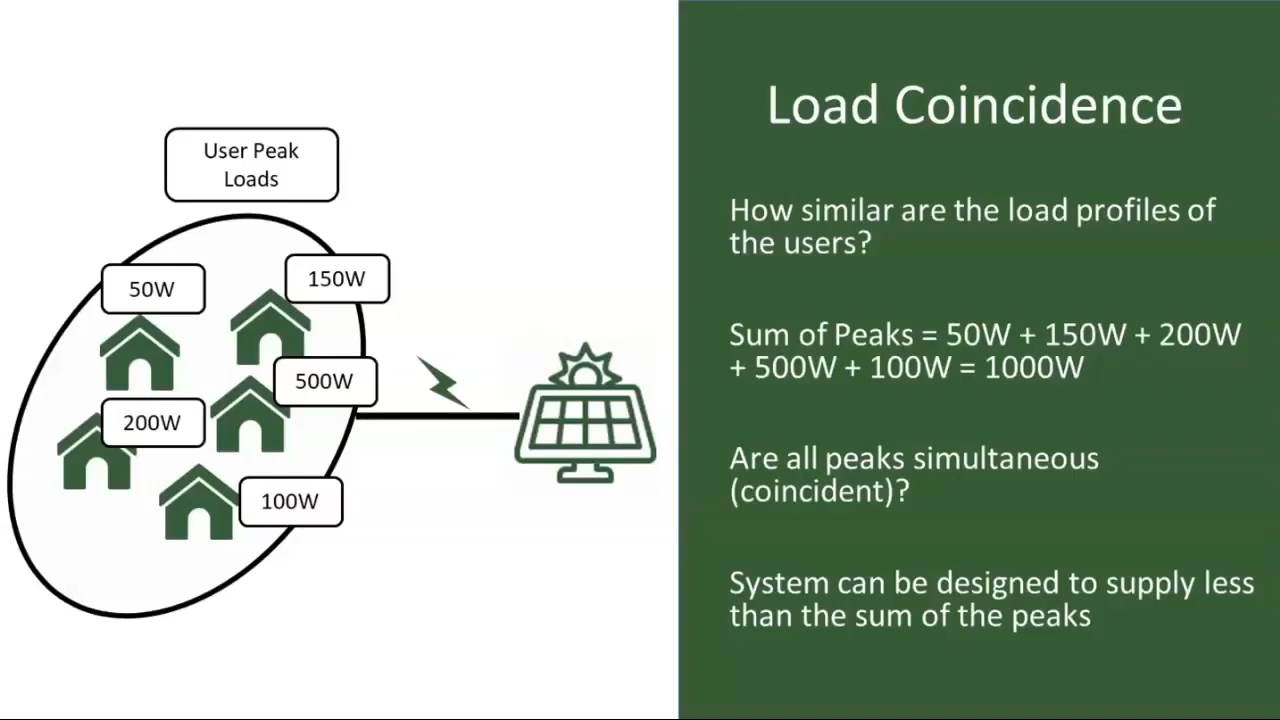 User Peak
Loads
50W
150W
500W
200W
100W
Load Coincidence
How similar are the load profiles of
the users?
Sum of Peaks = 50W + 150W + 200W
+ 500W + 100W = 1000W
Are all peaks simultaneous
(coincident)?
System can be designed to supply less
than the sum of the peaks